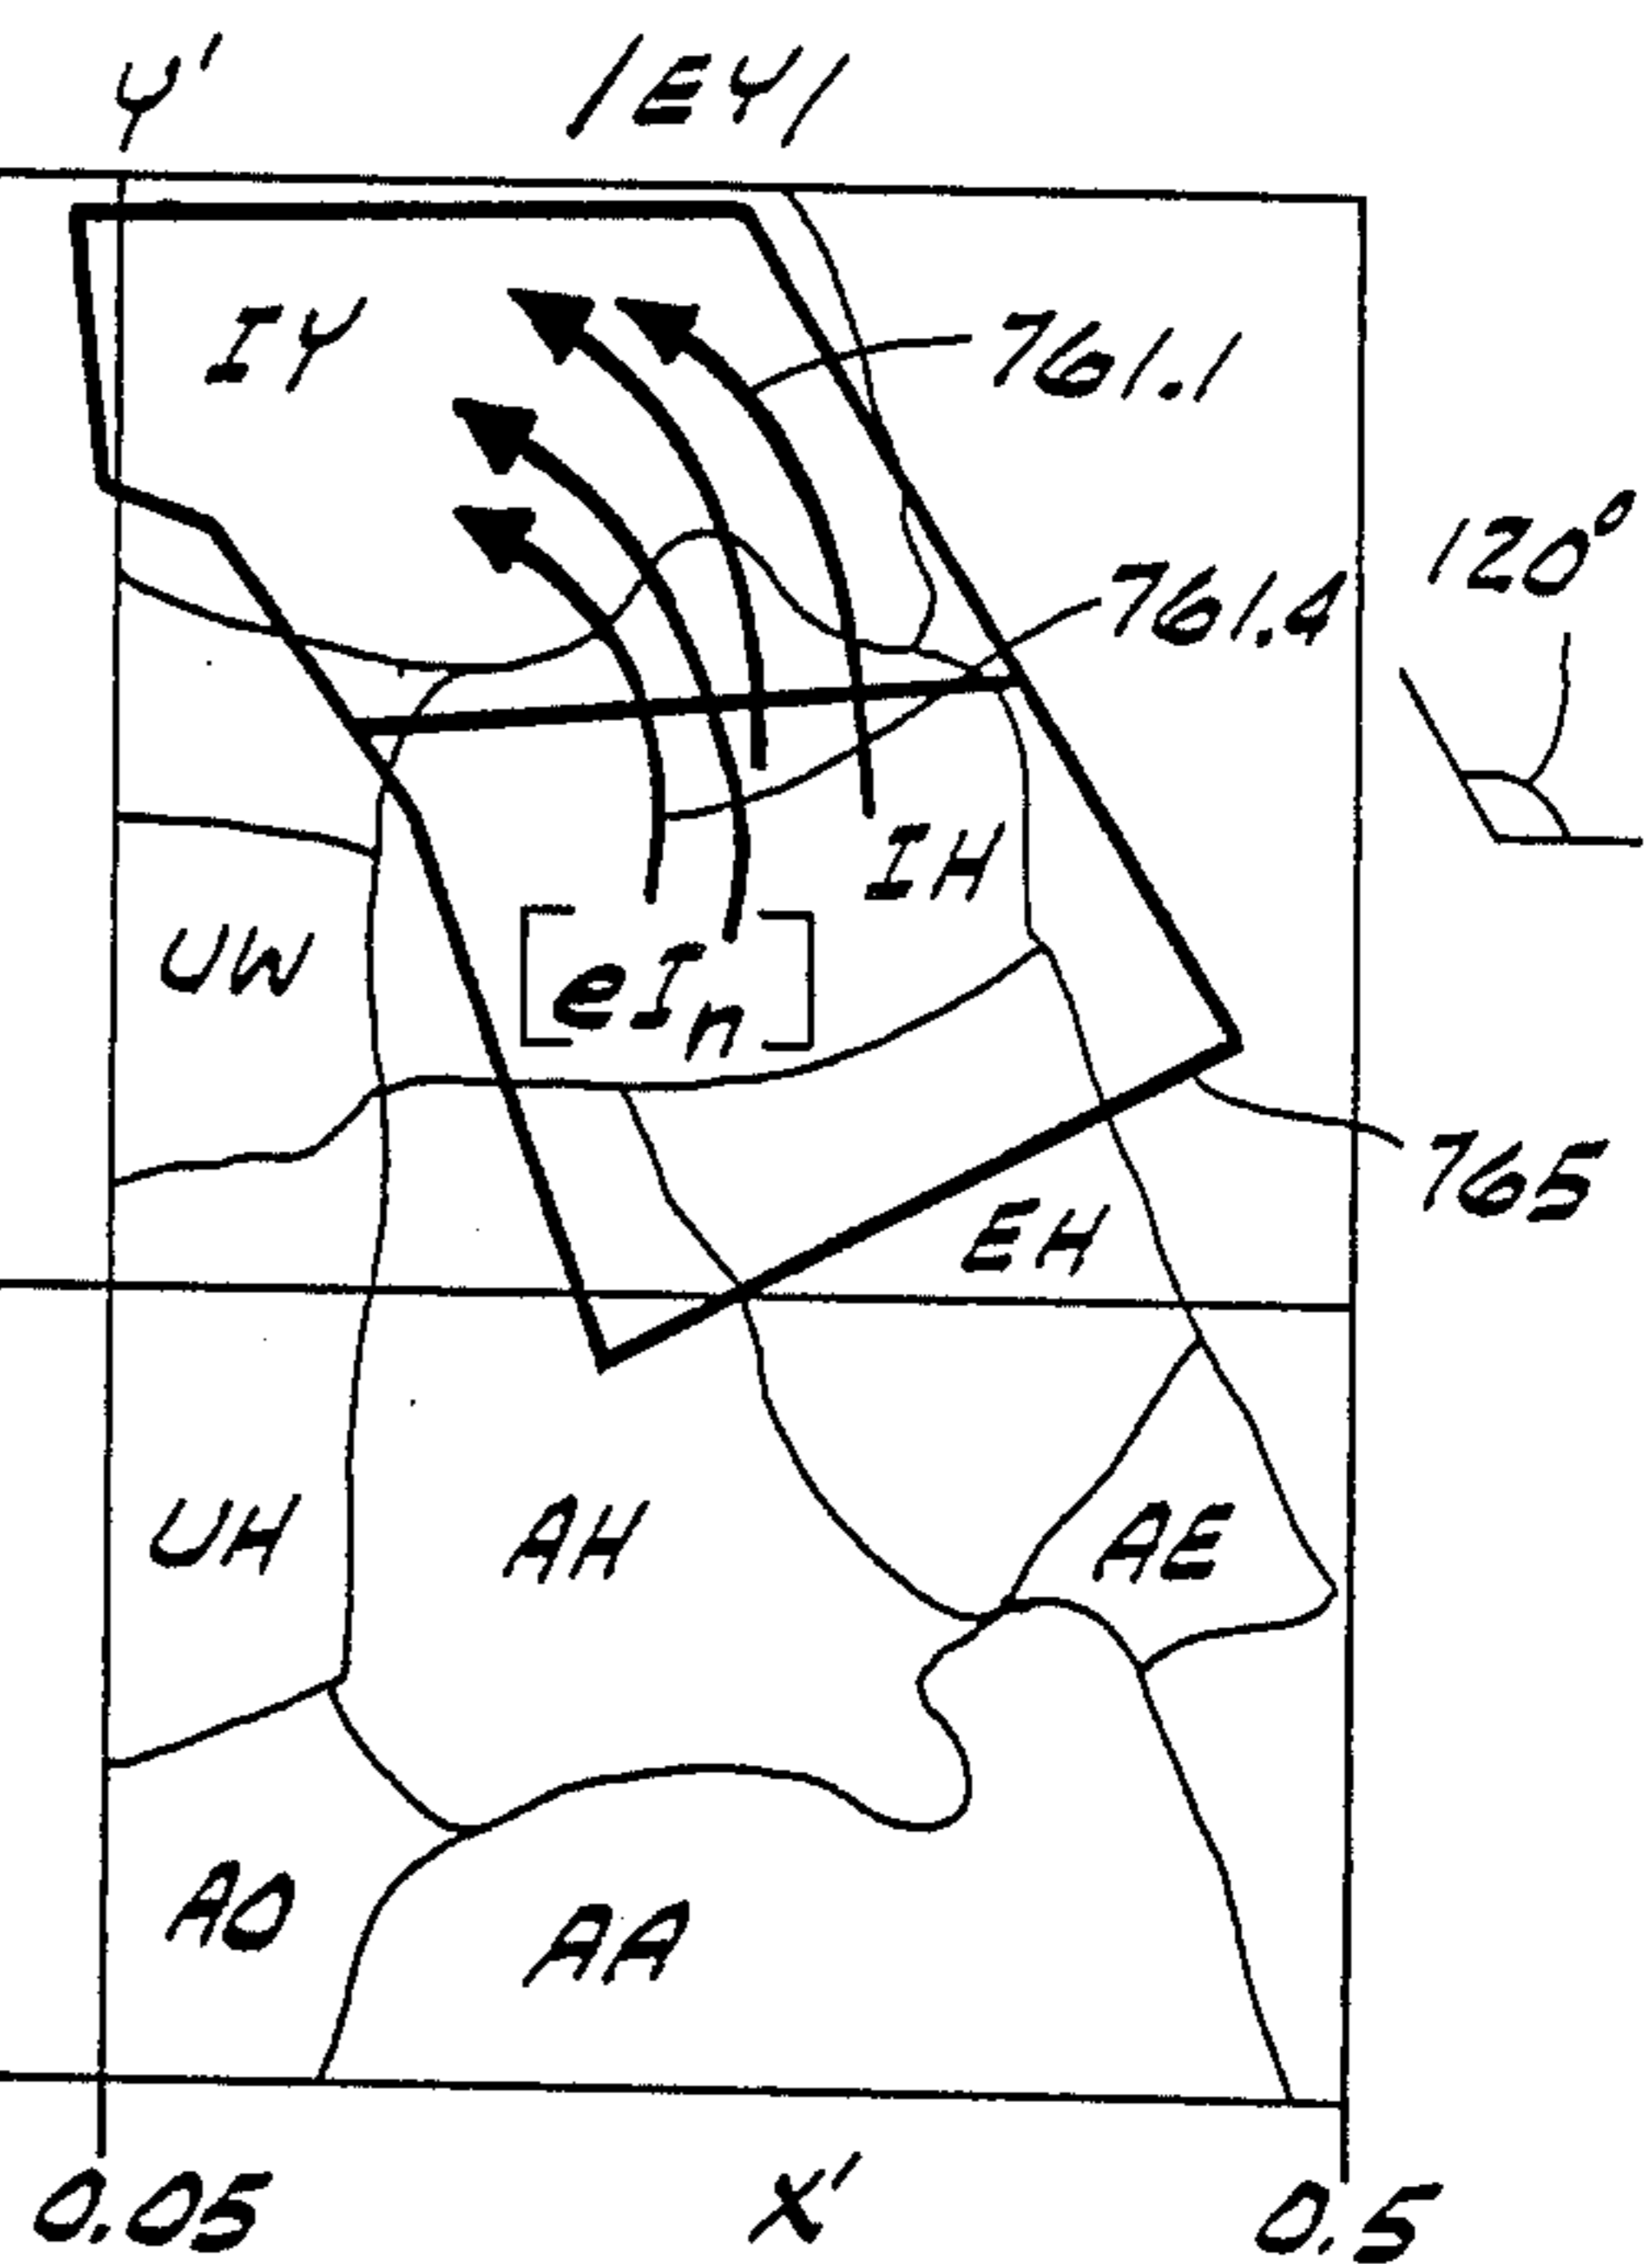 Y'
/EY/
IY
761.1
761.4
120°
IH
UW
[eIn]
765
EH
UH
AH
AE
AO
AA
0.05
X'
0.5